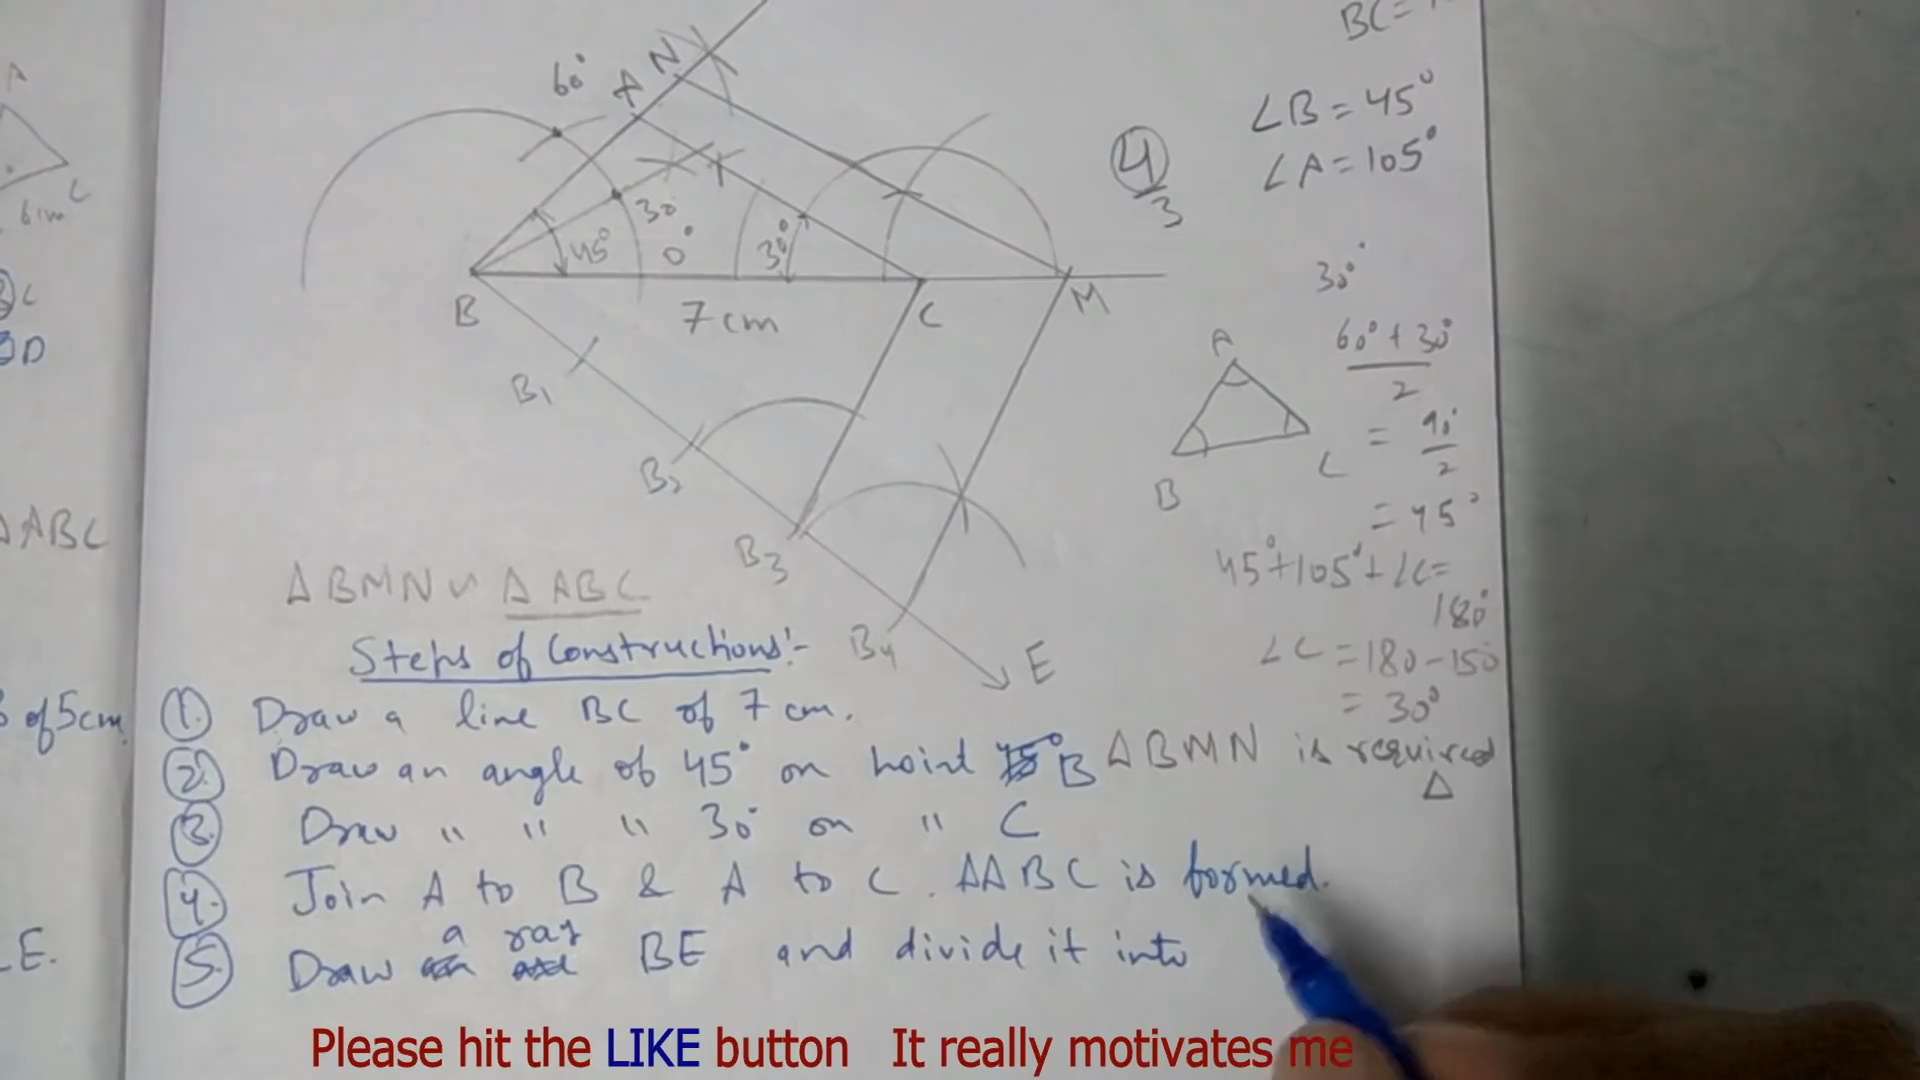 BC=
∠B=45°
∠A=105°
4/3
60°
A
N
30
45°
0°
30°
B
7cm
C
M
B1
B2
B3
B4
E
30°
60°+30°
2
= 90°
2
=45°
A
B
C
45°+105°+∠C=
180°
∠C=180-150
= 30°
A
6cm
C
D
ABC
of 5cm
E.
ΔBMN ∼ ΔABC
Steps of Constructions:-
1. Draw a line BC of 7 cm.
2. Draw an angle of 45° on point B
ΔBMN is required
Δ
3. Draw " " " 30° on " C
4. Join A to B & A to C. ΔABC is formed.
5. Draw a ray BE and divide it into
Please hit the LIKE button It really motivates me